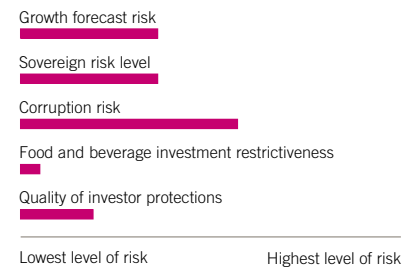 Growth forecast risk
Sovereign risk level
Corruption risk
Food and beverage investment restrictiveness
Quality of investor protections
Lowest level of risk Highest level of risk